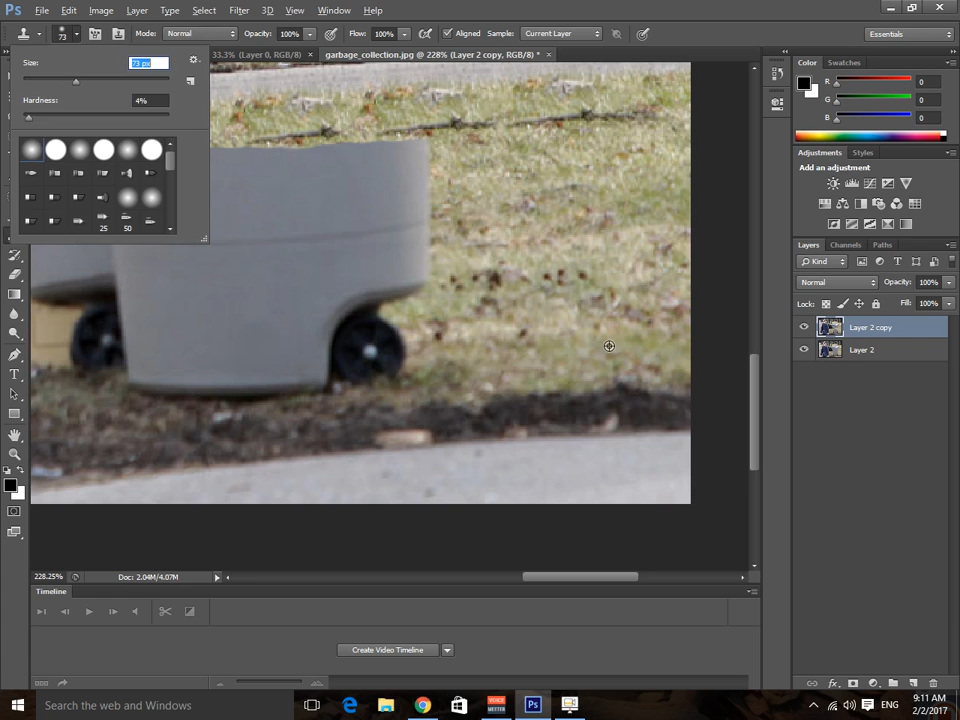 Ps File Edit Image Layer Type Select Filter 3D View Window Help
73 Mode: Normal Opacity: 100% Flow: 100% Aligned Sample: Current Layer Essentials
33.3% (Layer 0, RGB/8) × garbage_collection.jpg @ 228% (Layer 2 copy, RGB/8) * ×
Size: 73 px
Hardness: 4%
25 50
Color Swatches
R 0
G 0
B 0
Adjustments Styles
Add an adjustment
Layers Channels Paths
Kind
Normal Opacity: 100%
Lock: Fill: 100%
Layer 2 copy
Layer 2
228.25% Doc: 2.04M/4.07M
Timeline
Create Video Timeline
Search the web and Windows
VOICE
MEETER
Ps
ENG
9:11 AM
2/2/2017